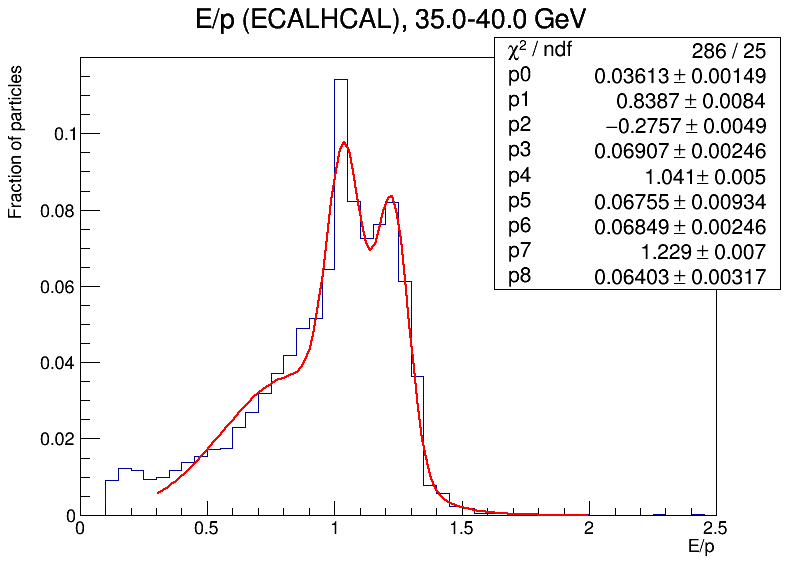 E/p (ECALHCAL), 35.0-40.0 GeV
χ² / ndf 286 / 25
p0 0.03613 ± 0.00149
p1 0.8387 ± 0.0084
p2 −0.2757 ± 0.0049
p3 0.06907 ± 0.00246
p4 1.041 ± 0.005
p5 0.06755 ± 0.00934
p6 0.06849 ± 0.00246
p7 1.229 ± 0.007
p8 0.06403 ± 0.00317
Fraction of particles
0.1
0.08
0.06
0.04
0.02
0
0 0.5 1 1.5 2 2.5
E/p